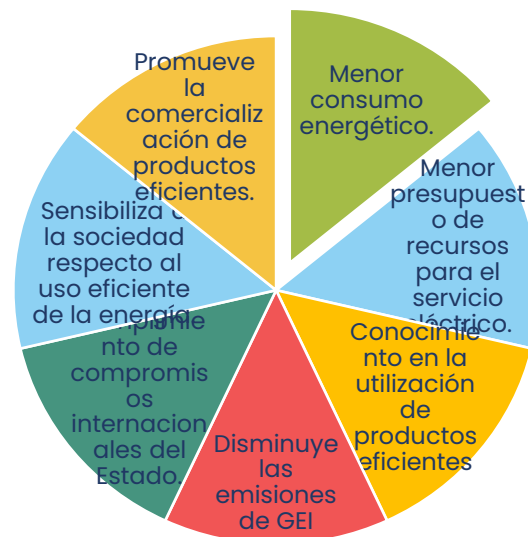 Menor
consumo
energético.
Menor
presupuest
o de
recursos
para el
servicio
eléctrico.
Conocimie
nto en la
utilización
de
productos
eficientes
Disminuye
las
emisiones
de GEI
nto de
compromis
os
internacion
ales del
Estado.
Sensibiliza a
la sociedad
respecto al
uso eficiente
de la energía
Promueve
la
comercializ
ación de
productos
eficientes.